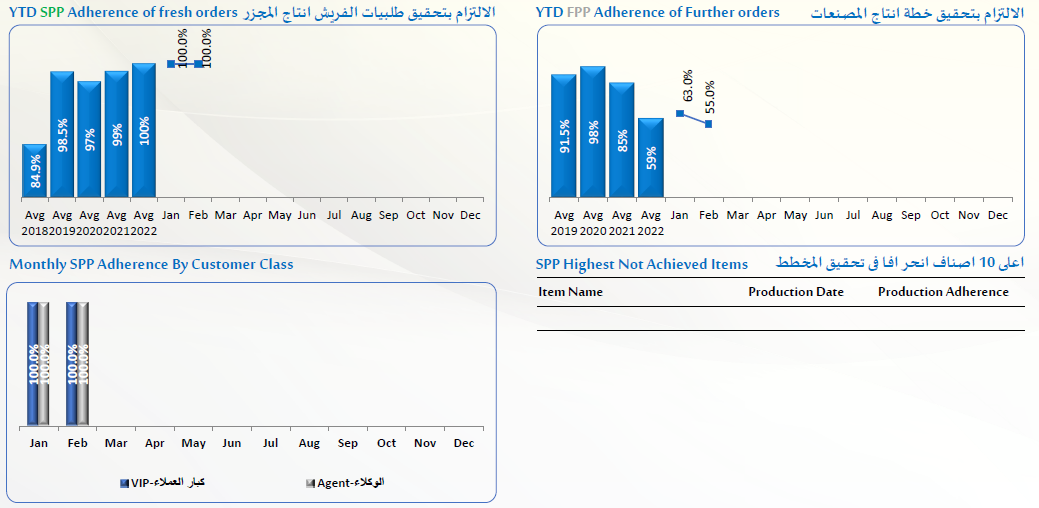 YTD SPP Adherence of fresh orders الالتزام بتحقيق طلبيات الفريش انتاج المجزر
84.9%
98.5%
97%
99%
100%
100.0%
100.0%
Avg 2018 Avg 2019 Avg 2020 Avg 2021 Avg 2022 Jan Feb Mar Apr May Jun Jul Aug Sep Oct Nov Dec
YTD FPP Adherence of Further orders الالتزام بتحقيق خطة انتاج المصنعات
91.5%
98%
85%
59%
63.0%
55.0%
Avg 2019 Avg 2020 Avg 2021 Avg 2022 Jan Feb Mar Apr May Jun Jul Aug Sep Oct Nov Dec
Monthly SPP Adherence By Customer Class
100.0%
100.0%
100.0%
100.0%
Jan Feb Mar Apr May Jun Jul Aug Sep Oct Nov Dec
VIP-كبار العملاء Agent-الوكلاء
SPP Highest Not Achieved Items اعلى 10 اصناف انحرافا فى تحقيق المخطط
Item Name Production Date Production Adherence